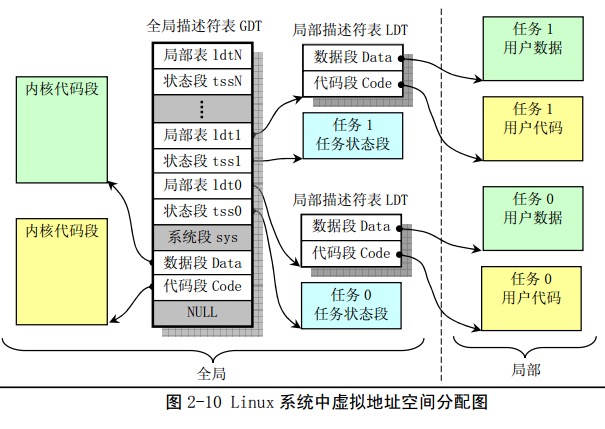 全局描述符表 GDT
局部描述符表 LDT
局部表 ldtN
状态段 tssN
局部表 ldt1
状态段 tss1
局部表 ldt0
状态段 tss0
系统段 sys
数据段 Data
代码段 Code
NULL
内核代码段
内核代码段
数据段 Data
代码段 Code
任务 1
任务状态段
局部描述符表 LDT
数据段 Data
代码段 Code
任务 0
任务状态段
任务 1
用户数据
任务 1
用户代码
任务 0
用户数据
任务 0
用户代码
全局
局部
图 2-10 Linux 系统中虚拟地址空间分配图